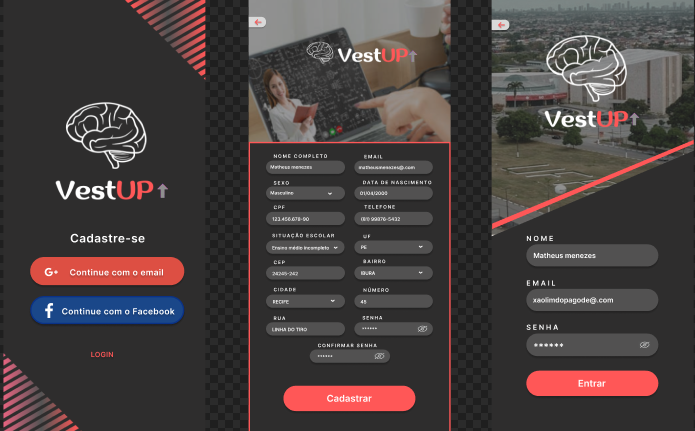 VestUP
Cadastre-se
G+ Continue com o email
f Continue com o Facebook
LOGIN
VestUP
NOME COMPLETO
Matheus menezes
EMAIL
matheusmenezes@com
SEXO
Masculino
DATA DE NASCIMENTO
01/04/2000
CPF
123.456.678-90
TELEFONE
(81) 99876-5432
SITUAÇÃO ESCOLAR
Ensino médio incompleto
UF
PE
CEP
24245-242
BAIRRO
IBURA
CIDADE
RECIFE
NÚMERO
45
RUA
LINHA DO TIRO
SENHA
******
CONFIRMAR SENHA
******
Cadastrar
VestUP
NOME
Matheus menezes
EMAIL
xaolimdopagode@.com
SENHA
******
Entrar